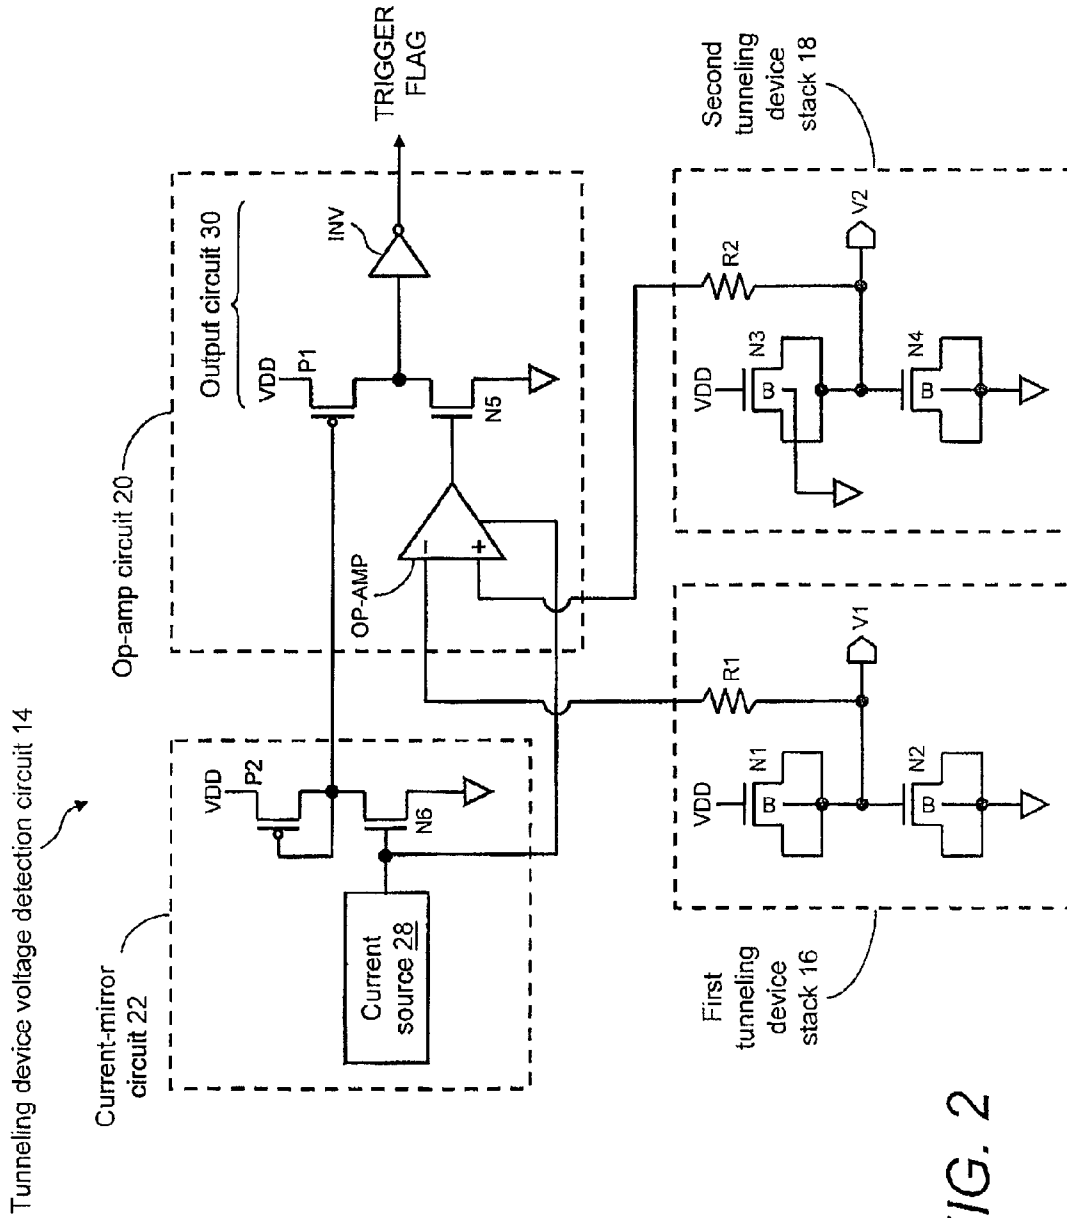 Tunneling device voltage detection circuit 14
Current-mirror
circuit 22
VDD
P2
N6
Current
source 28
Op-amp circuit 20
Output circuit 30
VDD
P1
N5
INV
OP-AMP
−
+
TRIGGER
FLAG
First
tunneling
device
stack 16
VDD
N1
B
N2
B
R1
V1
Second
tunneling
device
stack 18
VDD
N3
B
N4
B
R2
V2
IG. 2